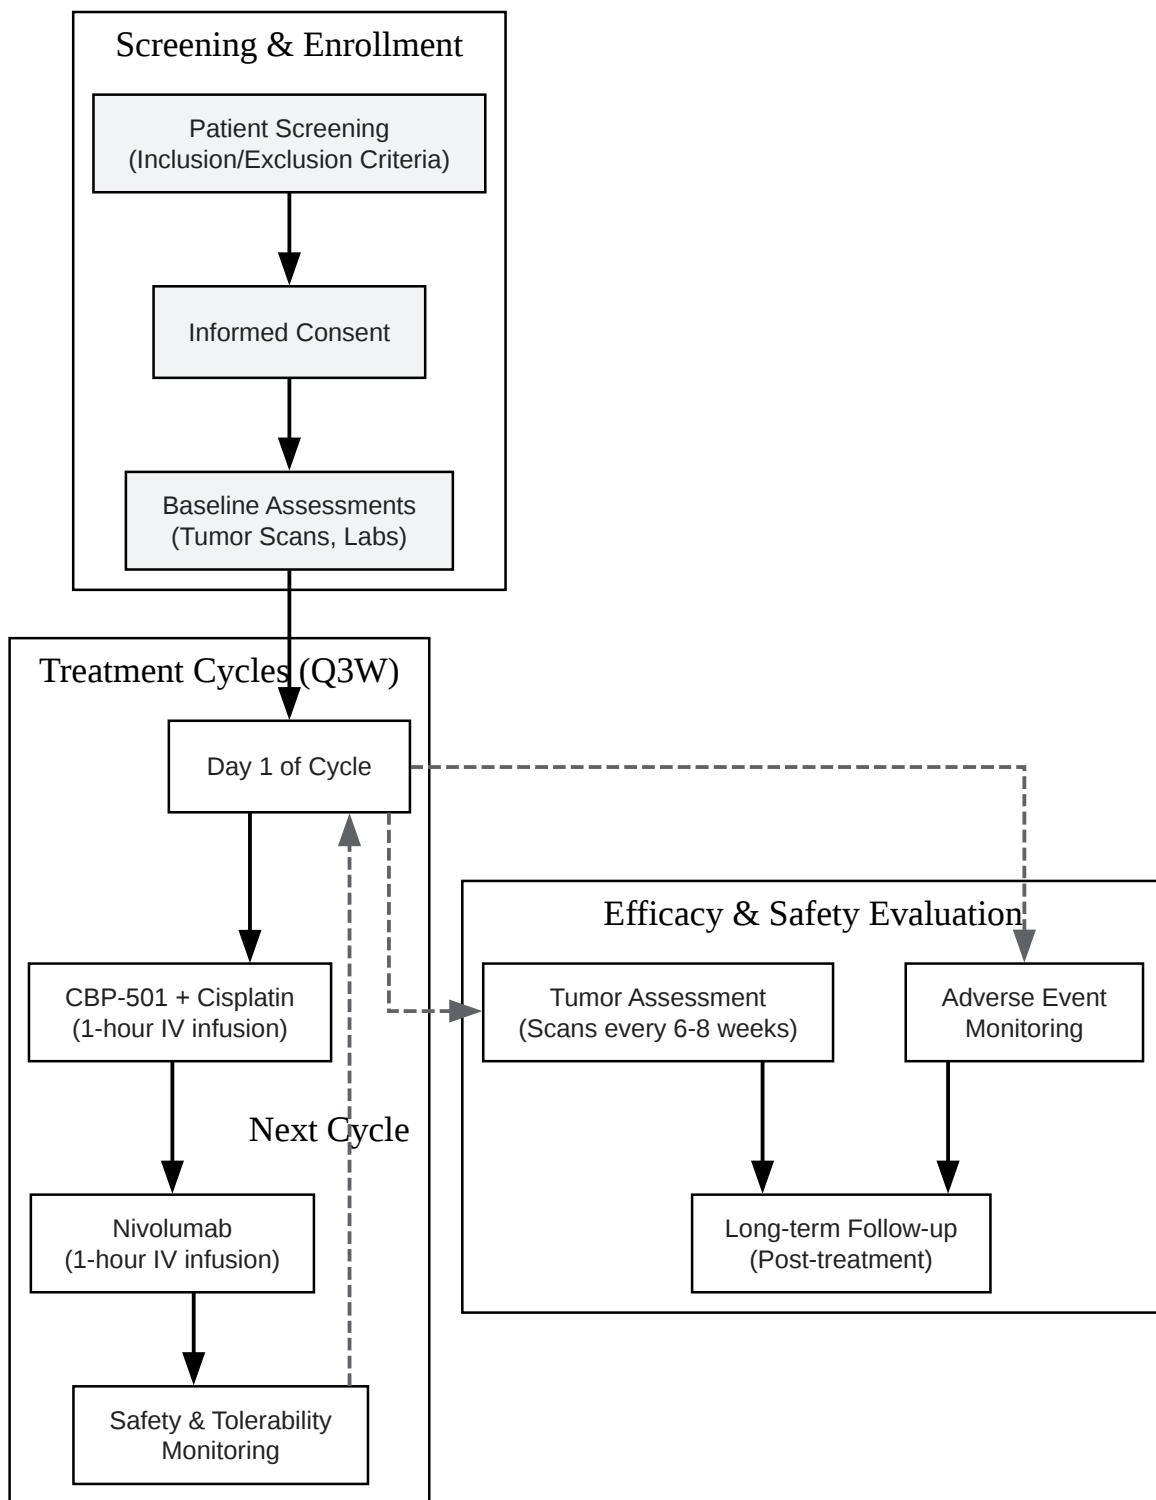 Screening & Enrollment
Patient Screening
(Inclusion/Exclusion Criteria)
Informed Consent
Baseline Assessments
(Tumor Scans, Labs)
Treatment Cycles (Q3W)
Day 1 of Cycle
CBP-501 + Cisplatin
(1-hour IV infusion)
Next Cycle
Nivolumab
(1-hour IV infusion)
Safety & Tolerability
Monitoring
Efficacy & Safety Evaluation
Tumor Assessment
(Scans every 6-8 weeks)
Adverse Event
Monitoring
Long-term Follow-up
(Post-treatment)